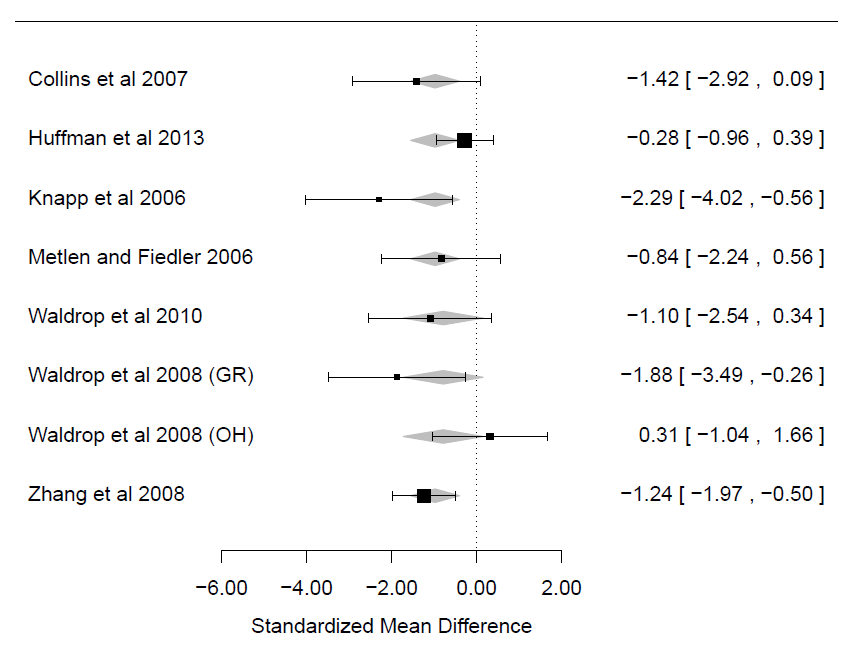 Collins et al 2007 −1.42 [ −2.92 , 0.09 ]
Huffman et al 2013 −0.28 [ −0.96 , 0.39 ]
Knapp et al 2006 −2.29 [ −4.02 , −0.56 ]
Metlen and Fiedler 2006 −0.84 [ −2.24 , 0.56 ]
Waldrop et al 2010 −1.10 [ −2.54 , 0.34 ]
Waldrop et al 2008 (GR) −1.88 [ −3.49 , −0.26 ]
Waldrop et al 2008 (OH) 0.31 [ −1.04 , 1.66 ]
Zhang et al 2008 −1.24 [ −1.97 , −0.50 ]
−6.00 −4.00 −2.00 0.00 2.00
Standardized Mean Difference